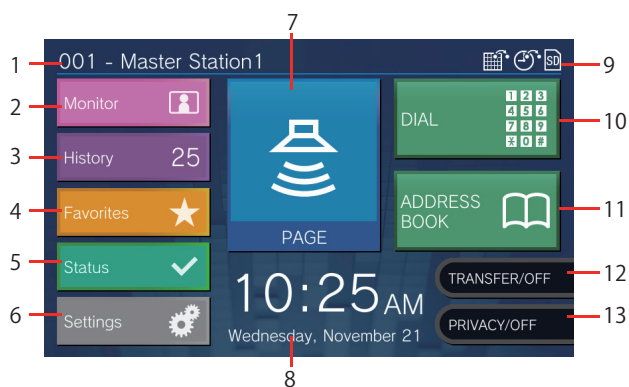 7
1
001 - Master Station1
SD
9
2
Monitor
DIAL
1 2 3
4 5 6
7 8 9
* 0 #
10
3
History 25
4
Favorites
ADDRESS
BOOK
11
PAGE
5
Status
TRANSFER/OFF
12
10:25 AM
6
Settings
PRIVACY/OFF
13
Wednesday, November 21
8